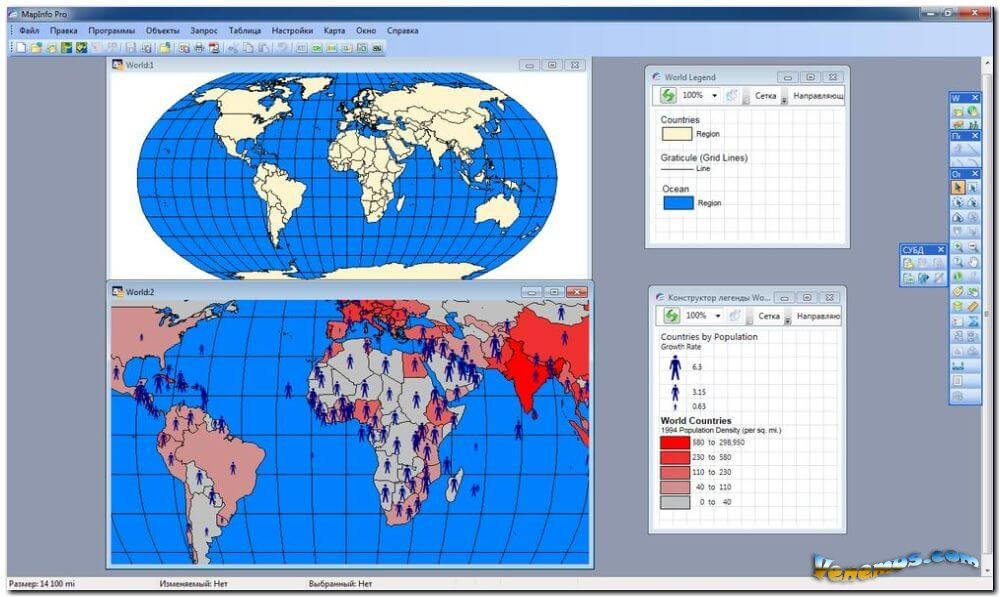 MapInfo Pro
Файл Правка Программы Объекты Запрос Таблица Настройки Карта Окно Справка
World:1
World Legend
100% Сетка Направляющ
Countries
Region
Graticule (Grid Lines)
Line
Ocean
Region
W
Пк
Оп
СУБД
World:2
Конструктор легенды Wo...
100% Сетка Направляю
Countries by Population
Growth Rate
6.3
3.15
0.63
World Countries
1994 Population Density (per sq. mi.)
580 to 298,950
230 to 580
110 to 230
40 to 110
0 to 40
Размер: 14 100 mi Изменяемый: Нет Выбранный: Нет
Venemus.com